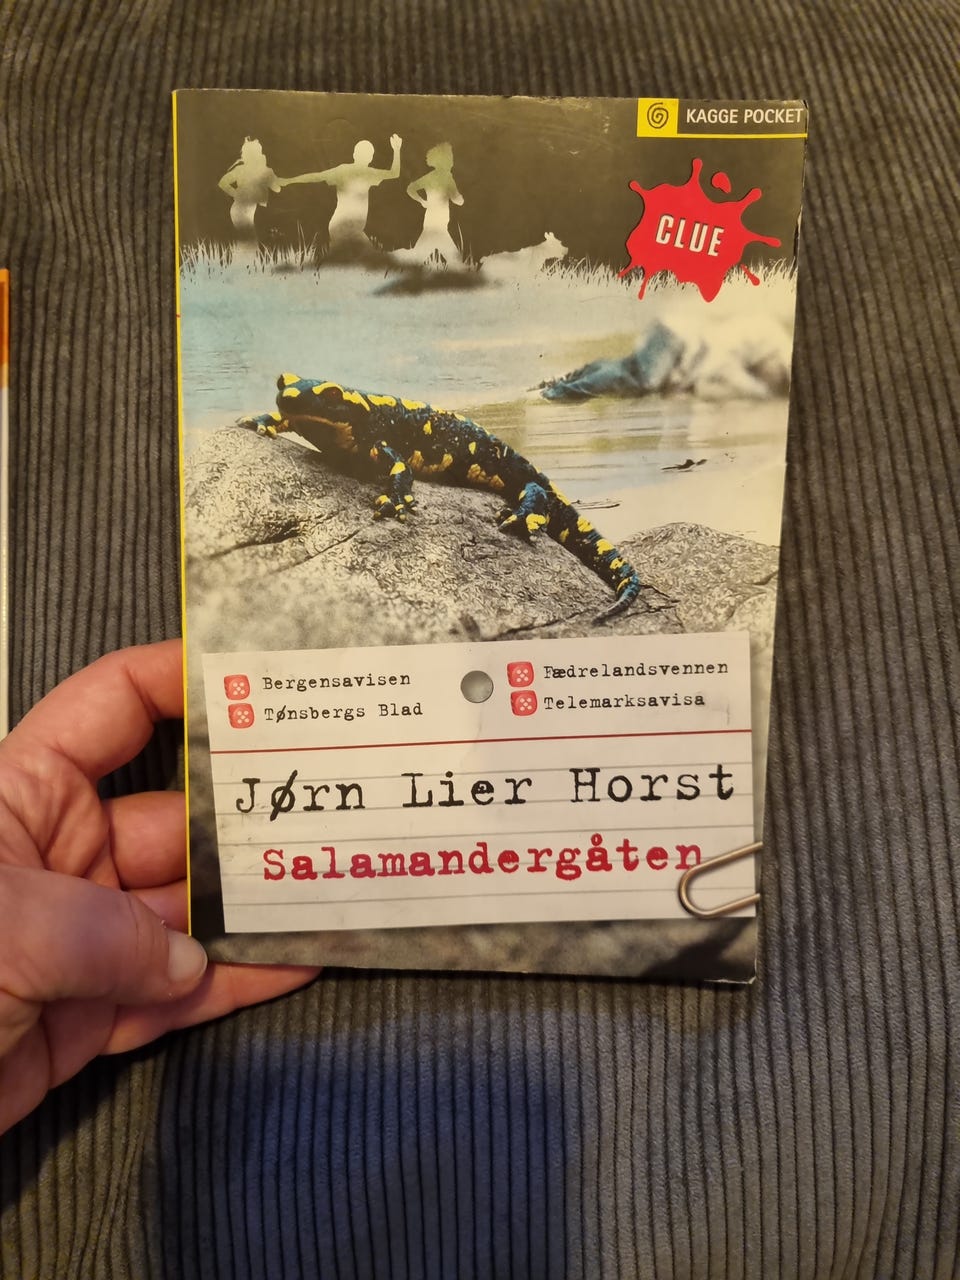 KAGGE POCKET
CLUE
Bergensavisen
Tønsbergs Blad
Fædrelandsvennen
Telemarksavisa
Jørn Lier Horst
Salamandergåten